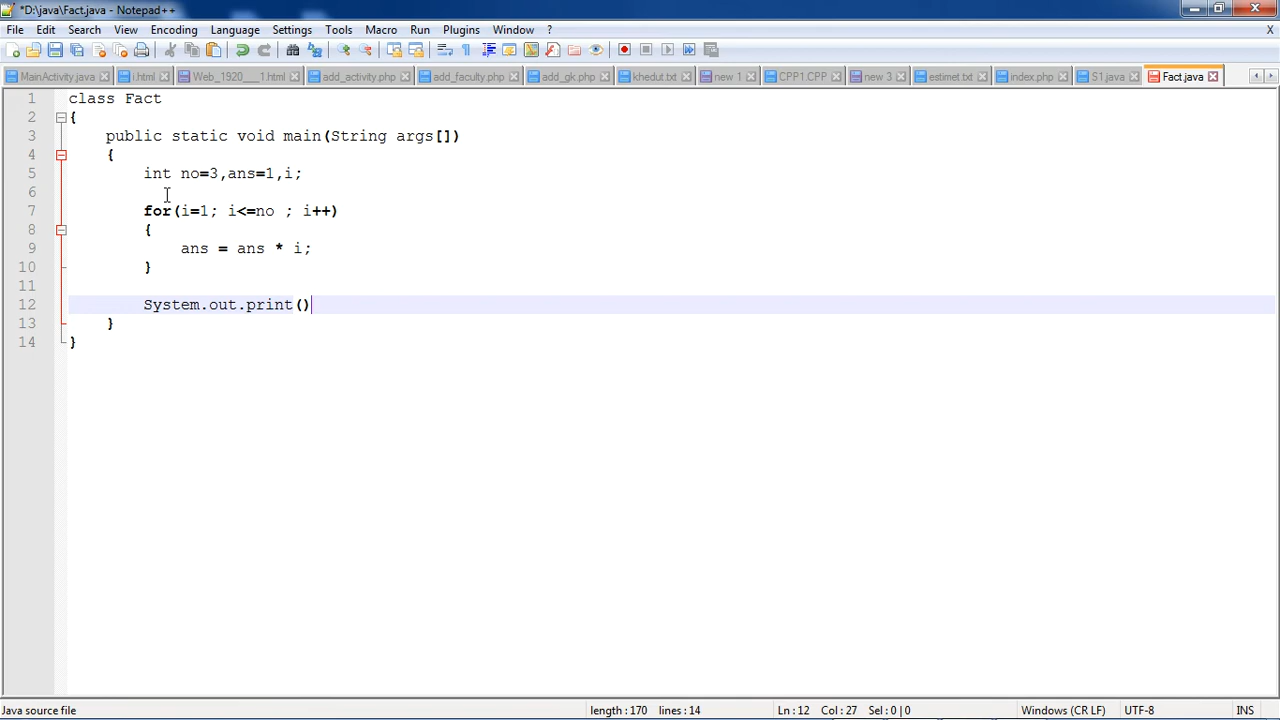 *D:\java\Fact.java - Notepad++
File Edit Search View Encoding Language Settings Tools Macro Run Plugins Window ? X
MainActivity.java .html Web_1920___1.html add_activity.php add_faculty.php add_gk.php khedut.txt new 1 CPP1.CPP new 3 estimet.txt index.php S1.java Fact.java
1 class Fact
2 {
3 public static void main(String args[])
4 {
5 int no=3,ans=1,i;
6
7 for(i=1; i<=no ; i++)
8 {
9 ans = ans * i;
10 }
11
12 System.out.print()
13 }
14 }
Java source file length : 170 lines : 14 Ln : 12 Col : 27 Sel : 0 | 0 Windows (CR LF) UTF-8 INS